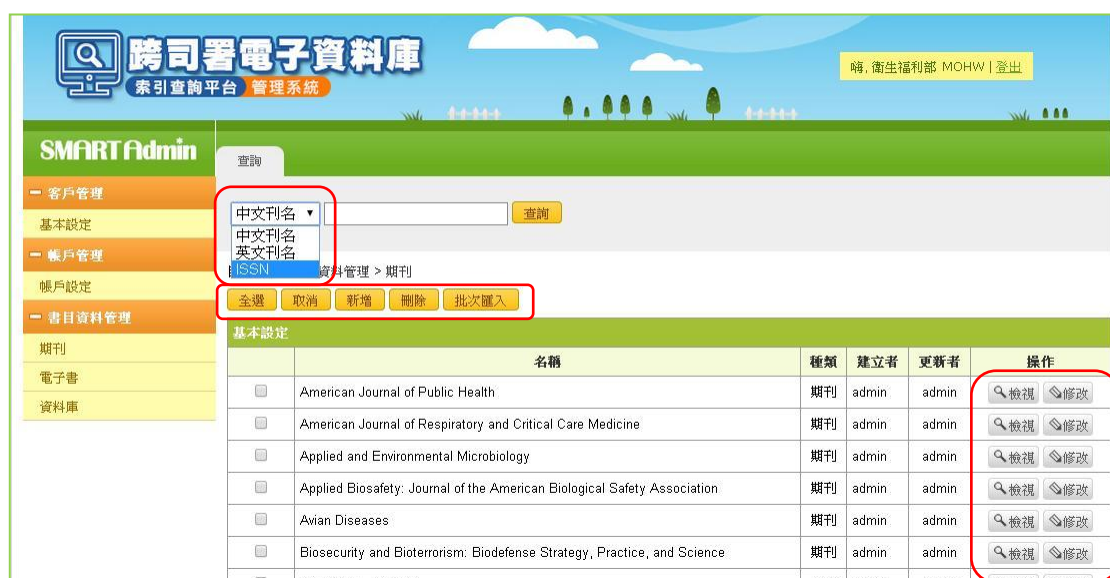 跨司署電子資料庫
索引查詢平台 管理系統
嗨, 衛生福利部 MOHW | 登出
SMARTAdmin
查詢
客戶管理
基本設定
帳戶管理
帳戶設定
書目資料管理
期刊
電子書
資料庫
中文刊名 查詢
中文刊名
英文刊名
ISSN
資料管理 > 期刊
全選 取消 新增 刪除 批次匯入
基本設定
名稱 種類 建立者 更新者 操作
American Journal of Public Health 期刊 admin admin 檢視 修改
American Journal of Respiratory and Critical Care Medicine 期刊 admin admin 檢視 修改
Applied and Environmental Microbiology 期刊 admin admin 檢視 修改
Applied Biosafety: Journal of the American Biological Safety Association 期刊 admin admin 檢視 修改
Avian Diseases 期刊 admin admin 檢視 修改
Biosecurity and Bioterrorism: Biodefense Strategy, Practice, and Science 期刊 admin admin 檢視 修改